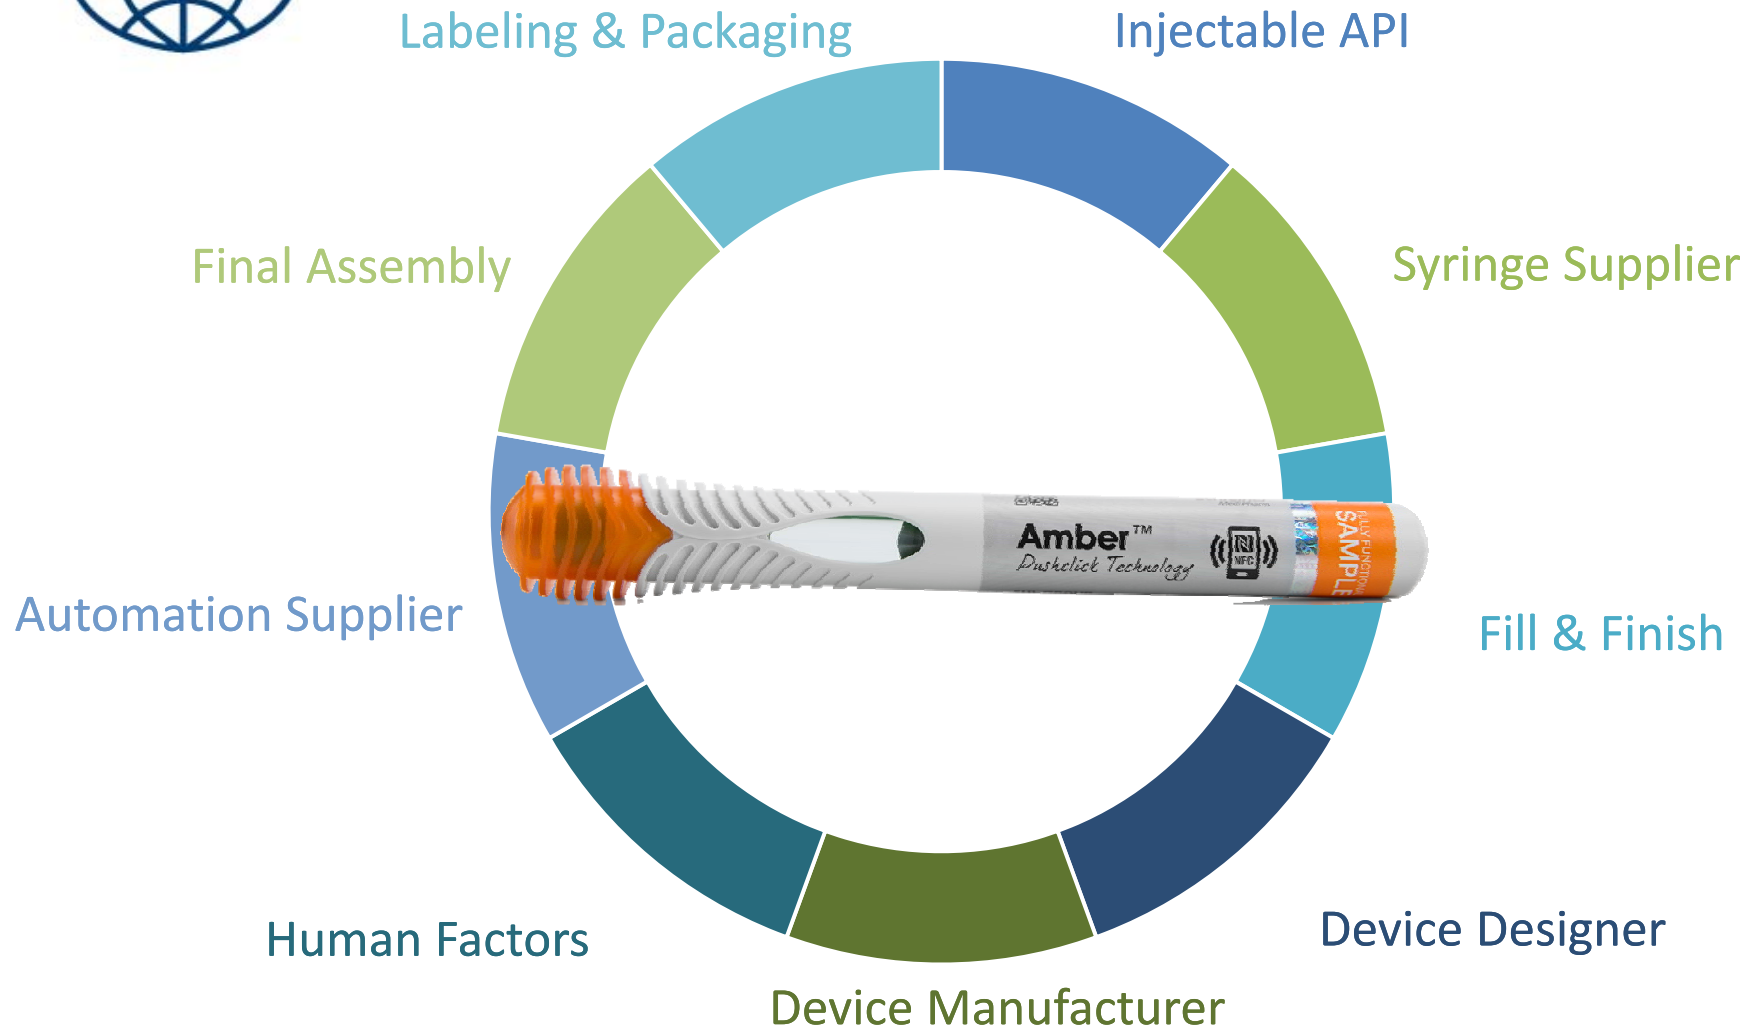 Labeling & Packaging
Injectable API
Final Assembly
Syringe Supplier
Amber™
Pushclick Technology
NFC
SAMPLE
Automation Supplier
Fill & Finish
Human Factors
Device Designer
Device Manufacturer